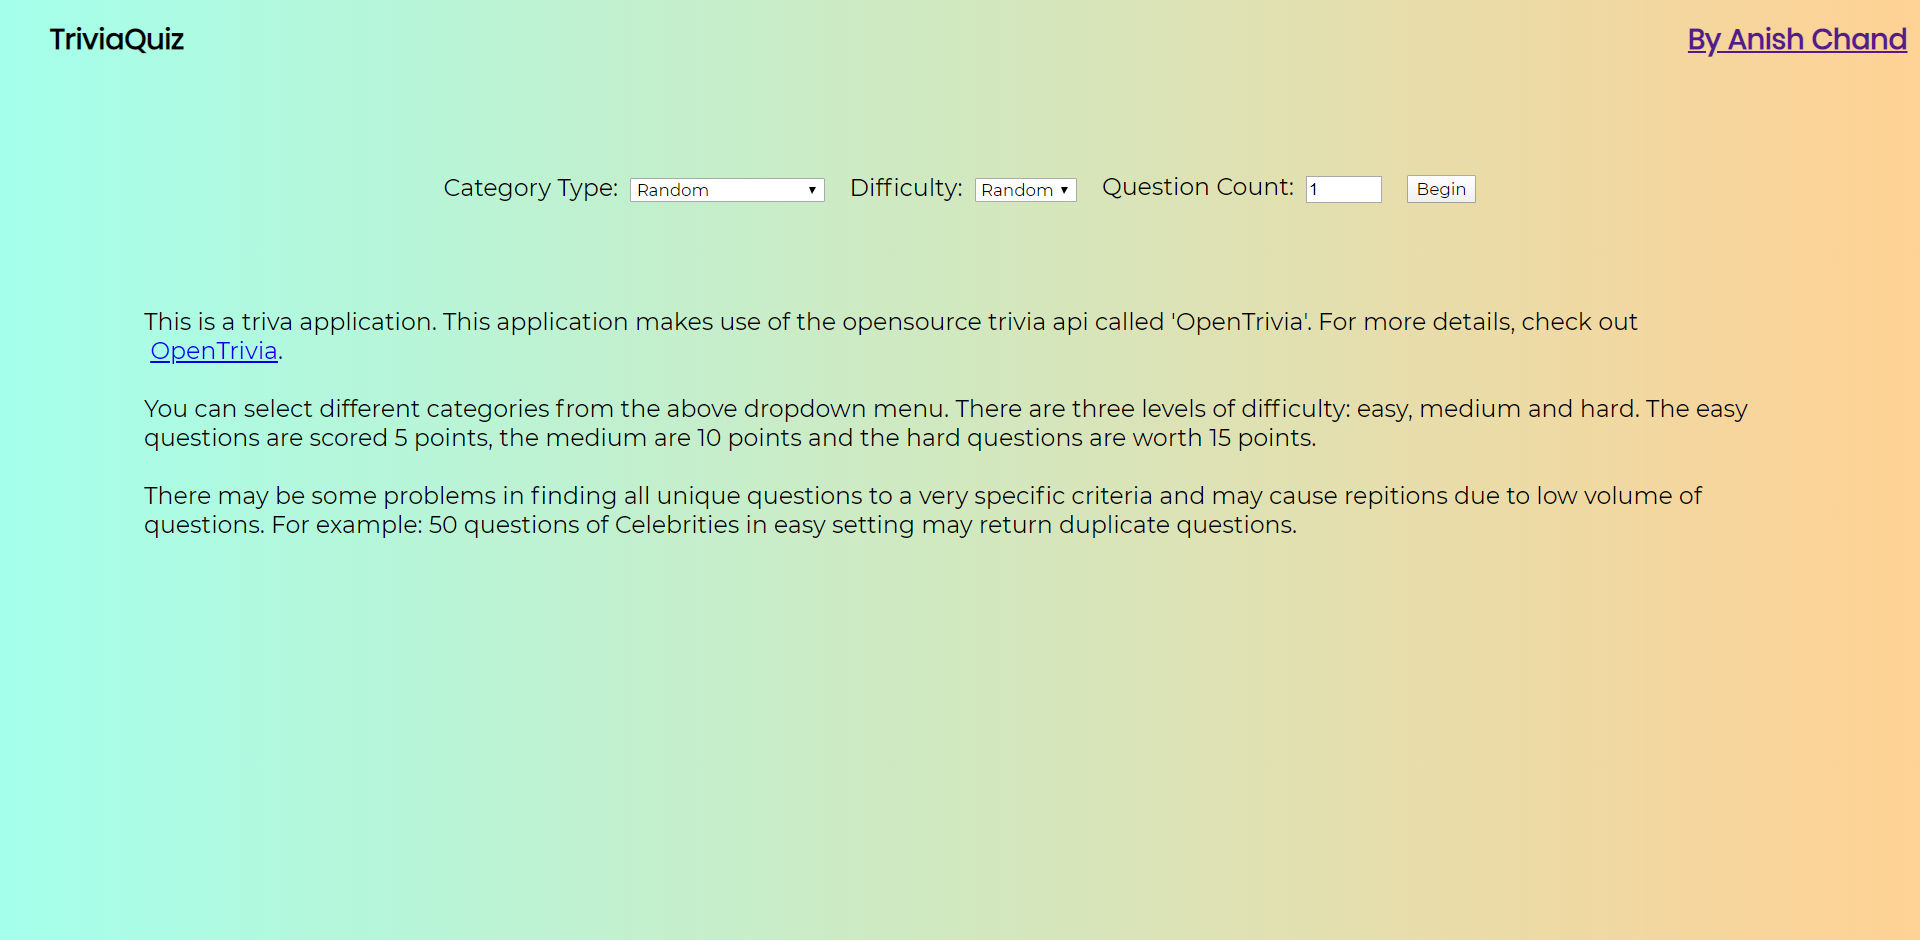 TriviaQuiz
By Anish Chand
Category Type: Random Difficulty: Random Question Count: 1 Begin
This is a triva application. This application makes use of the opensource trivia api called 'OpenTrivia'. For more details, check out
OpenTrivia.
You can select different categories from the above dropdown menu. There are three levels of difficulty: easy, medium and hard. The easy
questions are scored 5 points, the medium are 10 points and the hard questions are worth 15 points.
There may be some problems in finding all unique questions to a very specific criteria and may cause repitions due to low volume of
questions. For example: 50 questions of Celebrities in easy setting may return duplicate questions.